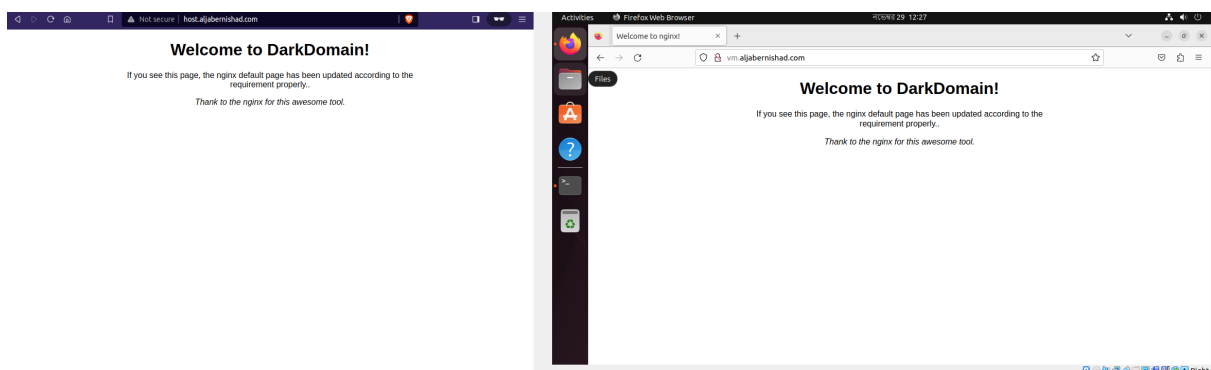 Not secure host.aljabernishad.com
Welcome to DarkDomain!
If you see this page, the nginx default page has been updated according to the
requirement properly..
Thank to the nginx for this awesome tool.
Activities Firefox Web Browser নভেম্বর 29 12:27
Welcome to nginx!
vm.aljabernishad.com
Files
Welcome to DarkDomain!
If you see this page, the nginx default page has been updated according to the
requirement properly..
Thank to the nginx for this awesome tool.
Right